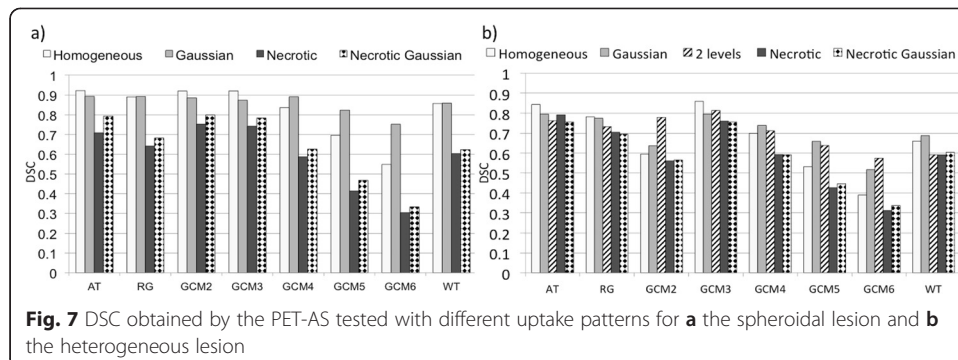 a)
Homogeneous Gaussian Necrotic Necrotic Gaussian
1
0.9
0.8
0.7
0.6
0.5
0.4
0.3
0.2
0.1
0
DSC
AT RG GCM2 GCM3 GCM4 GCM5 GCM6 WT
b)
Homogeneous Gaussian 2 levels Necrotic Necrotic Gaussian
1
0.9
0.8
0.7
0.6
0.5
0.4
0.3
0.2
0.1
0
DSC
AT RG GCM2 GCM3 GCM4 GCM5 GCM6 WT
Fig. 7 DSC obtained by the PET-AS tested with different uptake patterns for a the spheroidal lesion and b
the heterogeneous lesion